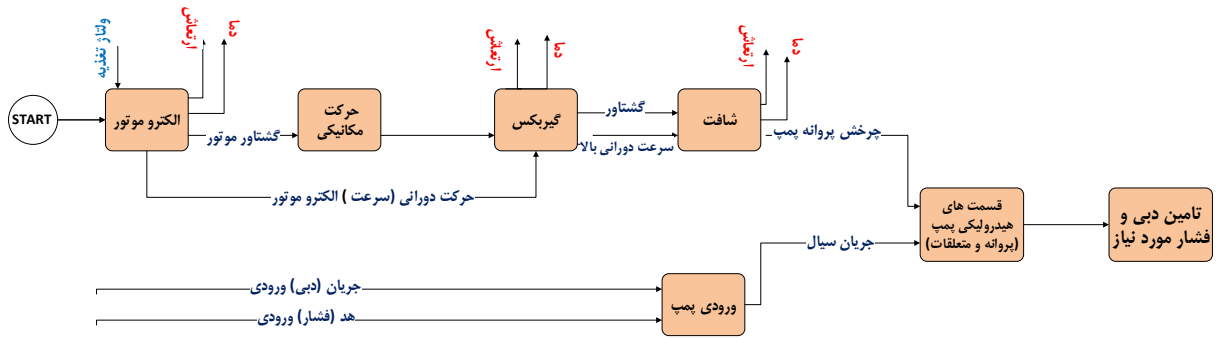 START
ولتاژ تغذیه
ارتعاش
دما
الکترو موتور
گشتاور موتور
حرکت
مکانیکی
ارتعاش
دما
گیربکس
گشتاور
سرعت دورانی بالا
ارتعاش
دما
شافت
چرخش پروانه پمپ
حرکت دورانی (سرعت ) الکترو موتور
قسمت های
هیدرولیکی پمپ
(پروانه و متعلقات)
تامین دبی و
فشار مورد نیاز
جریان سیال
جریان (دبی) ورودی
هد (فشار) ورودی
ورودی پمپ